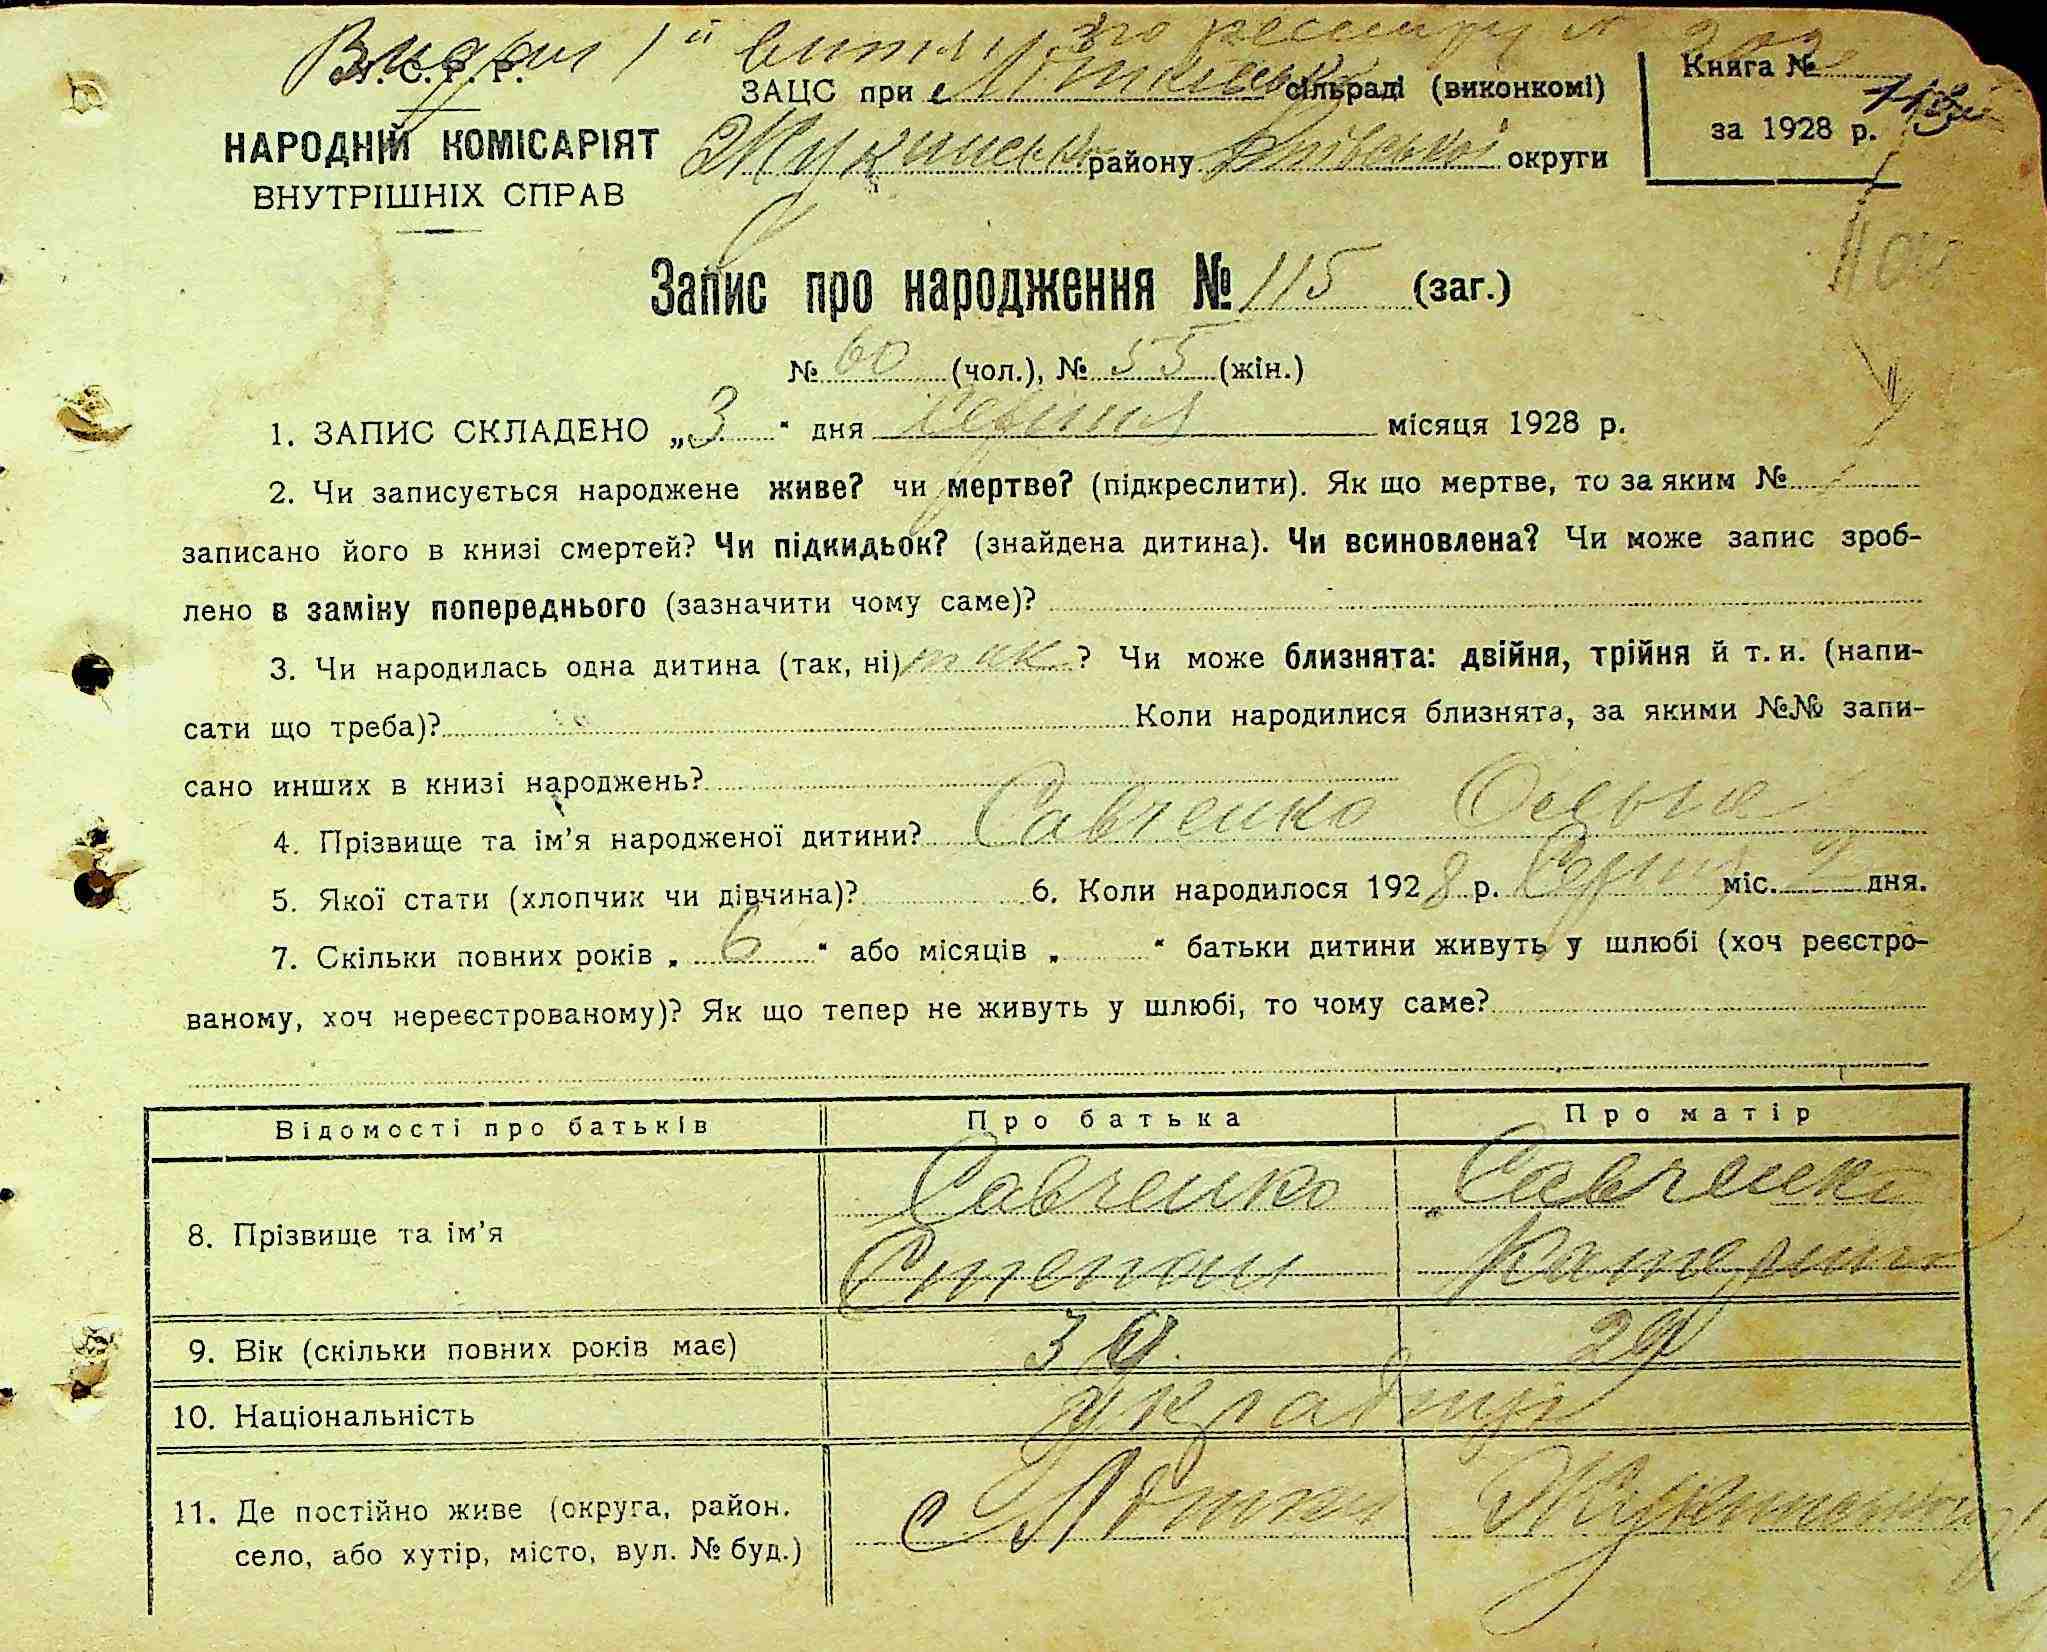 Видан 1й витяг
У.С.Р.Р.
НАРОДНІЙ КОМІСАРІЯТ
ВНУТРІШНІХ СПРАВ
ЗАЦС при сільраді (виконкомі)
району Київської округи
Книга №
за 1928 р.
Запис про народження № 115 (заг.)
№ 60 (чол.), № 55 (жін.)
1. ЗАПИС СКЛАДЕНО „3“ дня Серпня місяця 1928 р.
2. Чи записується народжене живе? чи мертве? (підкреслити). Як що мертве, то за яким №
записано його в книзі смертей? Чи підкидьок? (знайдена дитина). Чи всиновлена? Чи може запис зроб-
лено в заміну попереднього (зазначити чому саме)?
3. Чи народилась одна дитина (так, ні) так? Чи може близнята: двійня, трійня й т. и. (напи-
сати що треба)? Коли народилися близнята, за якими №№ запи-
сано инших в книзі народжень?
4. Прізвище та ім’я народженої дитини? Савченко
5. Якої стати (хлопчик чи дівчина)? 6. Коли народилося 1928 р. Серпня міс. 2 дня.
7. Скільки повних років „ 6 “ або місяців „ “ батьки дитини живуть у шлюбі (хоч реєстро-
ваному, хоч нереєстрованому)? Як що тепер не живуть у шлюбі, то чому саме?
Відомості про батьків Про батька Про матір
8. Прізвище та ім’я Савченко Степан Савченко Катерина
9. Вік (скільки повних років має) 29
10. Національність Українці
11. Де постійно живе (округа, район.
село, або хутір, місто, вул. № буд.)